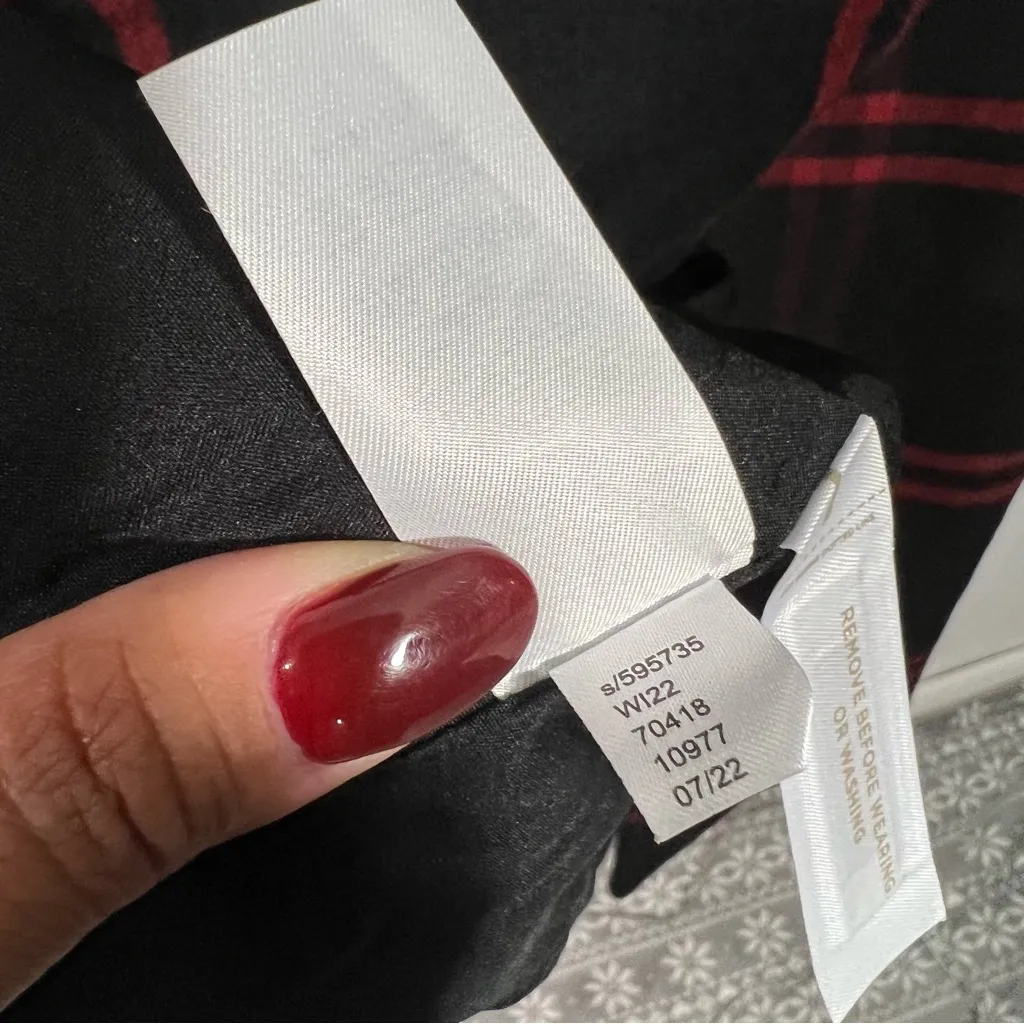 s/595735
WI22
70418
10977
07/22
REMOVE BEFORE WEARING
OR WASHING